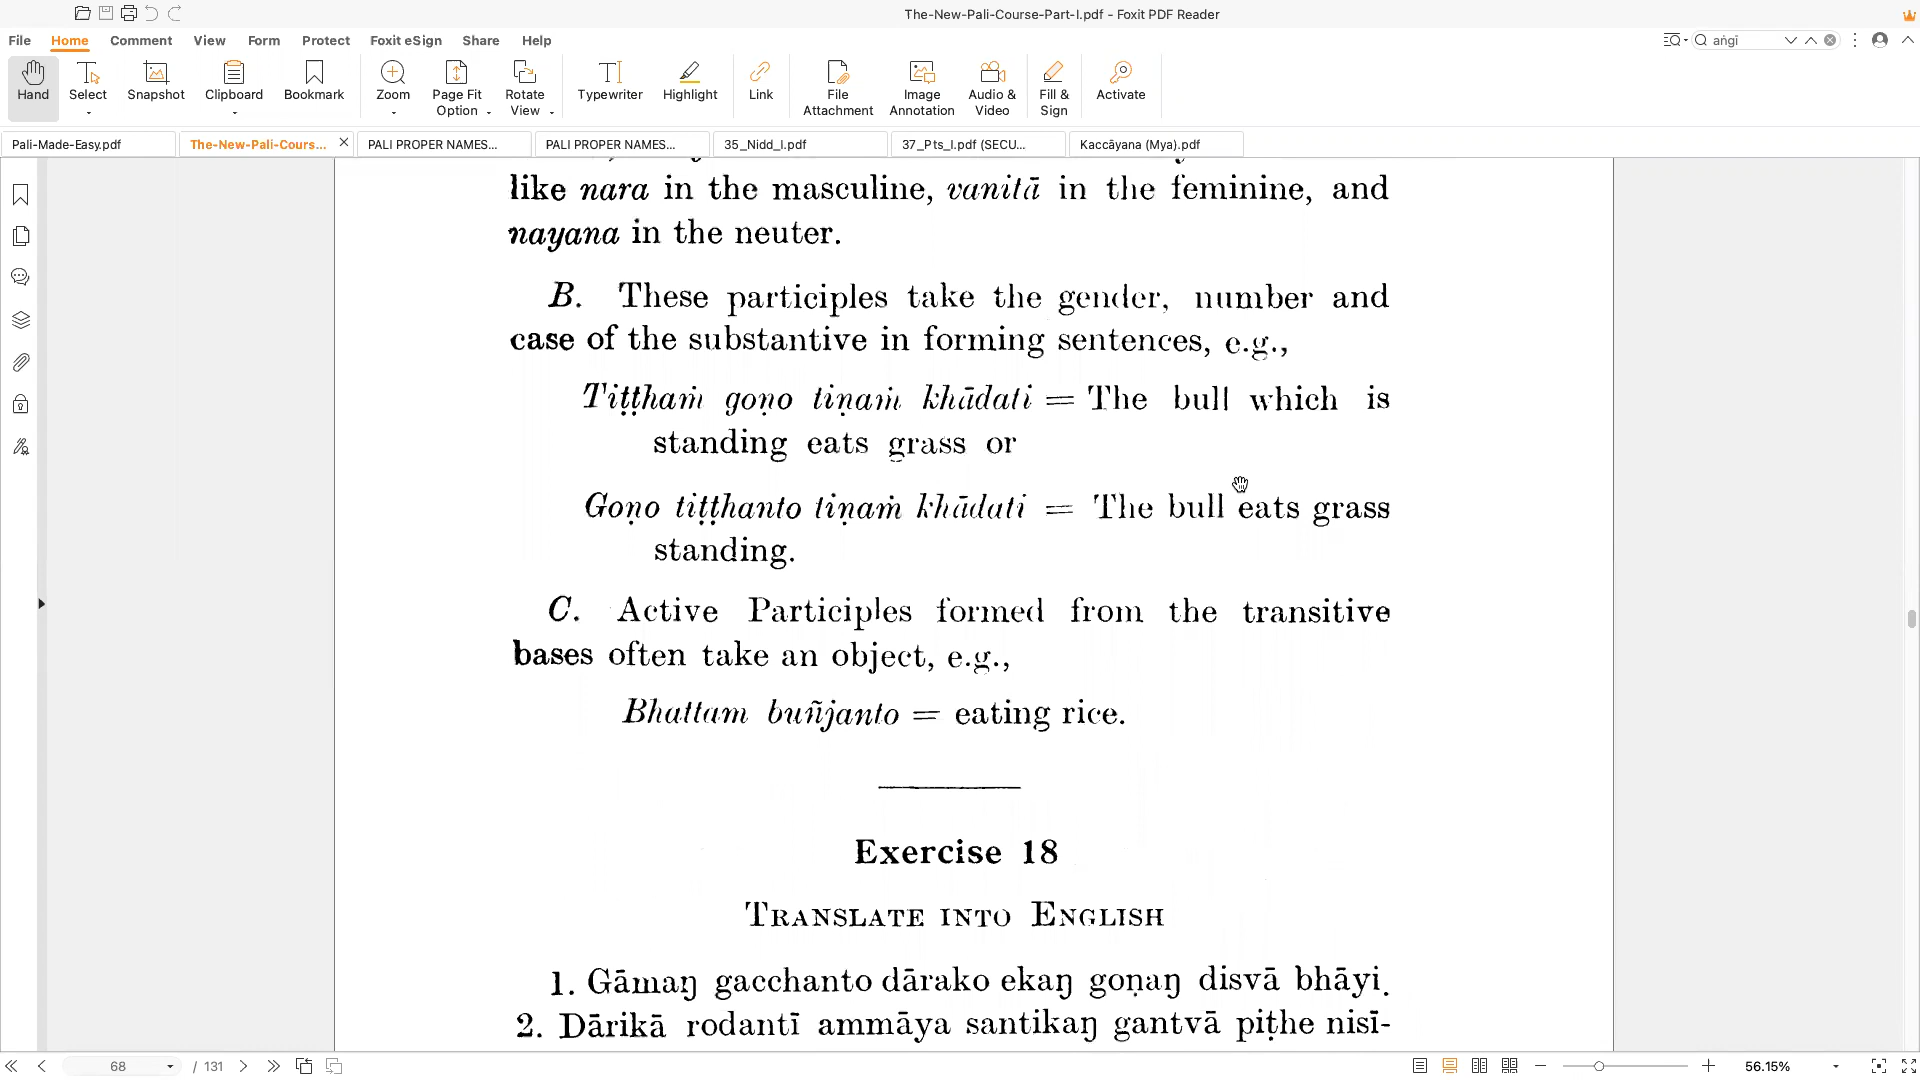 The-New-Pali-Course-Part-I.pdf - Foxit PDF Reader
File Home Comment View Form Protect Foxit eSign Share Help
aṅgī
Hand Select Snapshot Clipboard Bookmark Zoom Page Fit Option Rotate View Typewriter Highlight Link File Attachment Image Annotation Audio & Video Fill & Sign Activate
Pali-Made-Easy.pdf The-New-Pali-Cours... PALI PROPER NAMES... PALI PROPER NAMES... 35_Nidd_I.pdf 37_Pts_I.pdf (SECU... Kaccâyana (Mya).pdf
like nara in the masculine, vanitā in the feminine, and
nayana in the neuter.
B. These participles take the gender, number and
case of the substantive in forming sentences, e.g.,
Tiṭṭhaṁ goṇo tiṇaṁ khādati = The bull which is
standing eats grass or
Goṇo tiṭṭhanto tiṇaṁ khādati = The bull eats grass
standing.
C. Active Participles formed from the transitive
bases often take an object, e.g.,
Bhattam buñjanto = eating rice.
Exercise 18
TRANSLATE INTO ENGLISH
1. Gāmaŋ gacchanto dārako ekaŋ goṇaŋ disvā bhāyi.
2. Dārikā rodantī ammāya santikaŋ gantvā piṭhe nisī-
68 / 131
56.15%